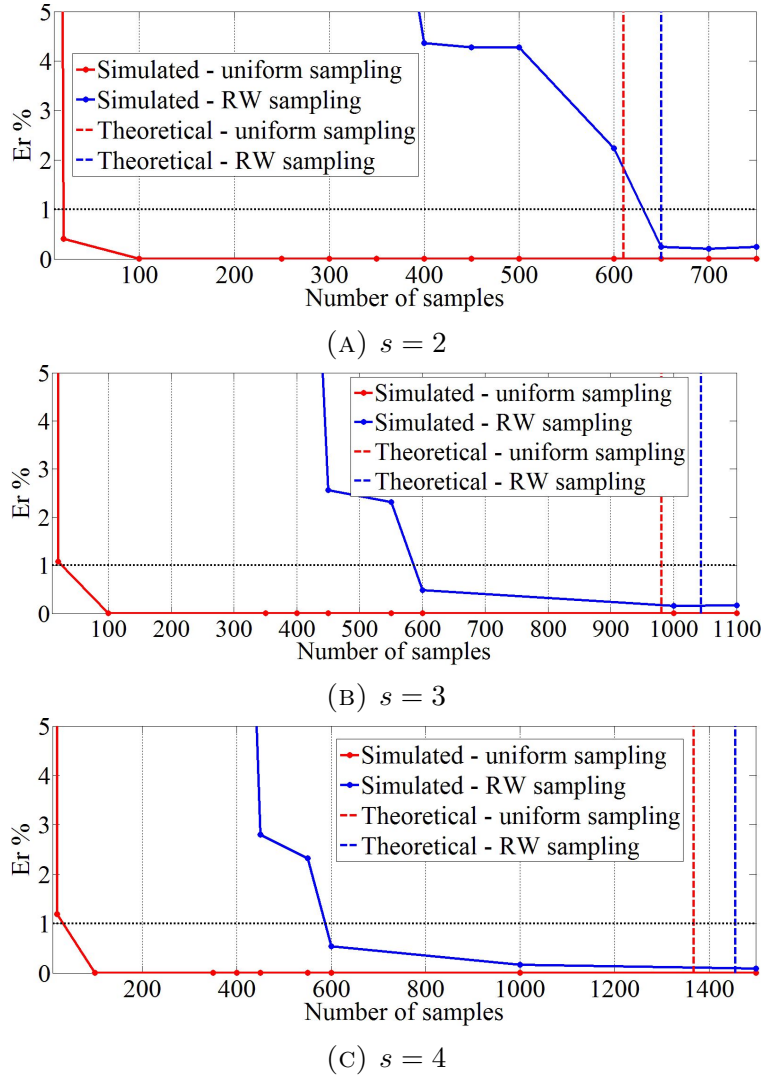 5
4
3
2
1
0
Er %
Simulated - uniform sampling
Simulated - RW sampling
Theoretical - uniform sampling
Theoretical - RW sampling
100 200 300 400 500 600 700
Number of samples
(A) s = 2
5
4
3
2
1
0
Er %
Simulated - uniform sampling
Simulated - RW sampling
Theoretical - uniform sampling
Theoretical - RW sampling
100 200 300 400 500 600 700 800 900 1000 1100
Number of samples
(B) s = 3
5
4
3
2
1
0
Er %
Simulated - uniform sampling
Simulated - RW sampling
Theoretical - uniform sampling
Theoretical - RW sampling
200 400 600 800 1000 1200 1400
Number of samples
(C) s = 4